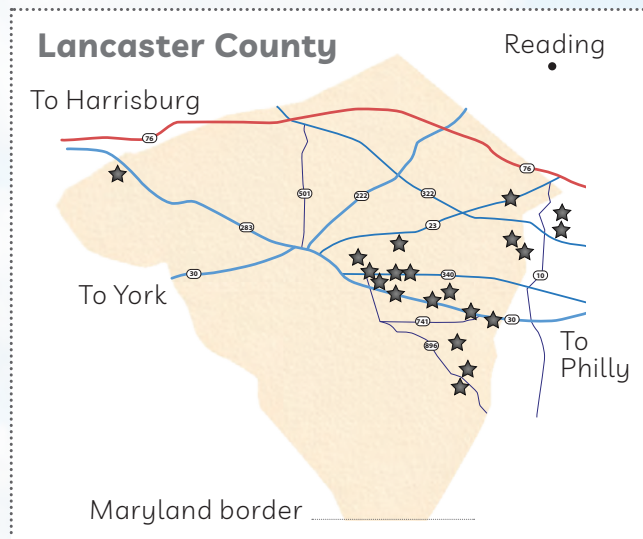 Lancaster County
Reading
To Harrisburg
76
76
501
222
322
23
283
30
340
10
To York
741
30
896
To
Philly
Maryland border